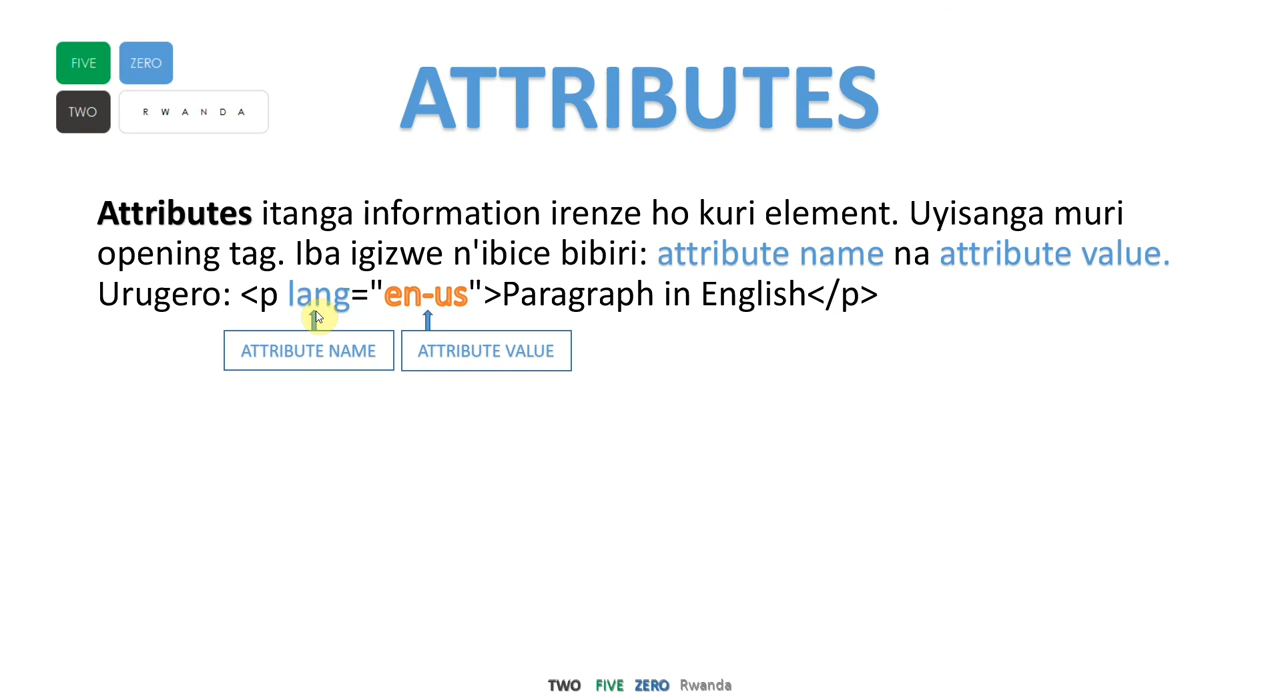 FIVE ZERO
TWO R W A N D A
ATTRIBUTES
Attributes itanga information irenze ho kuri element. Uyisanga muri
opening tag. Iba igizwe n'ibice bibiri: attribute name na attribute value.
Urugero: <p lang="en-us">Paragraph in English</p>
ATTRIBUTE NAME ATTRIBUTE VALUE
TWO FIVE ZERO Rwanda